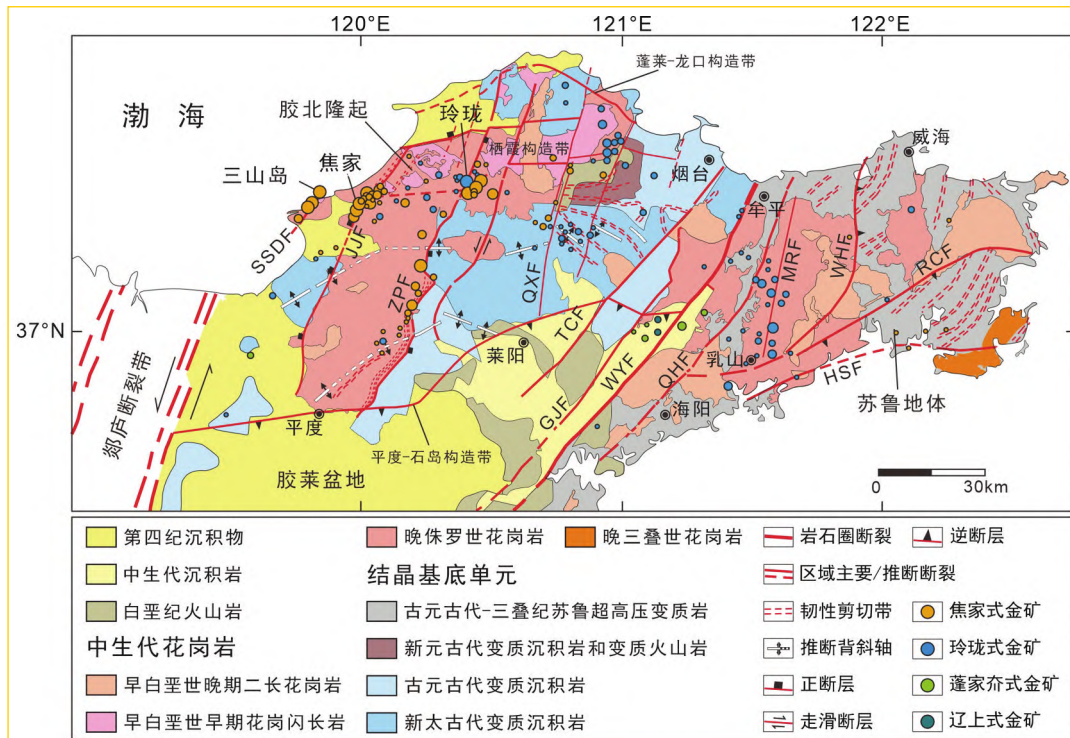 120°E
121°E
122°E
37°N
渤 海
蓬莱-龙口构造带
胶北隆起
玲珑
焦家
三山岛
栖霞构造带
烟台
威海
牟平
SSDF
JJF
ZPF
QXF
TCF
GJF
WYF
QHF
MRF
WHF
RCF
HSF
莱阳
乳山
海阳
苏鲁地体
平度
平度-石岛构造带
胶莱盆地
郯庐断裂带
0 30km
第四纪沉积物
中生代沉积岩
白垩纪火山岩
中生代花岗岩
早白垩世晚期二长花岗岩
早白垩世早期花岗闪长岩
晚侏罗世花岗岩
晚三叠世花岗岩
结晶基底单元
古元古代-三叠纪苏鲁超高压变质岩
新元古代变质沉积岩和变质火山岩
古元古代变质沉积岩
新太古代变质沉积岩
岩石圈断裂
逆断层
区域主要/推断断裂
韧性剪切带
焦家式金矿
推断背斜轴
玲珑式金矿
正断层
蓬家夼式金矿
走滑断层
辽上式金矿